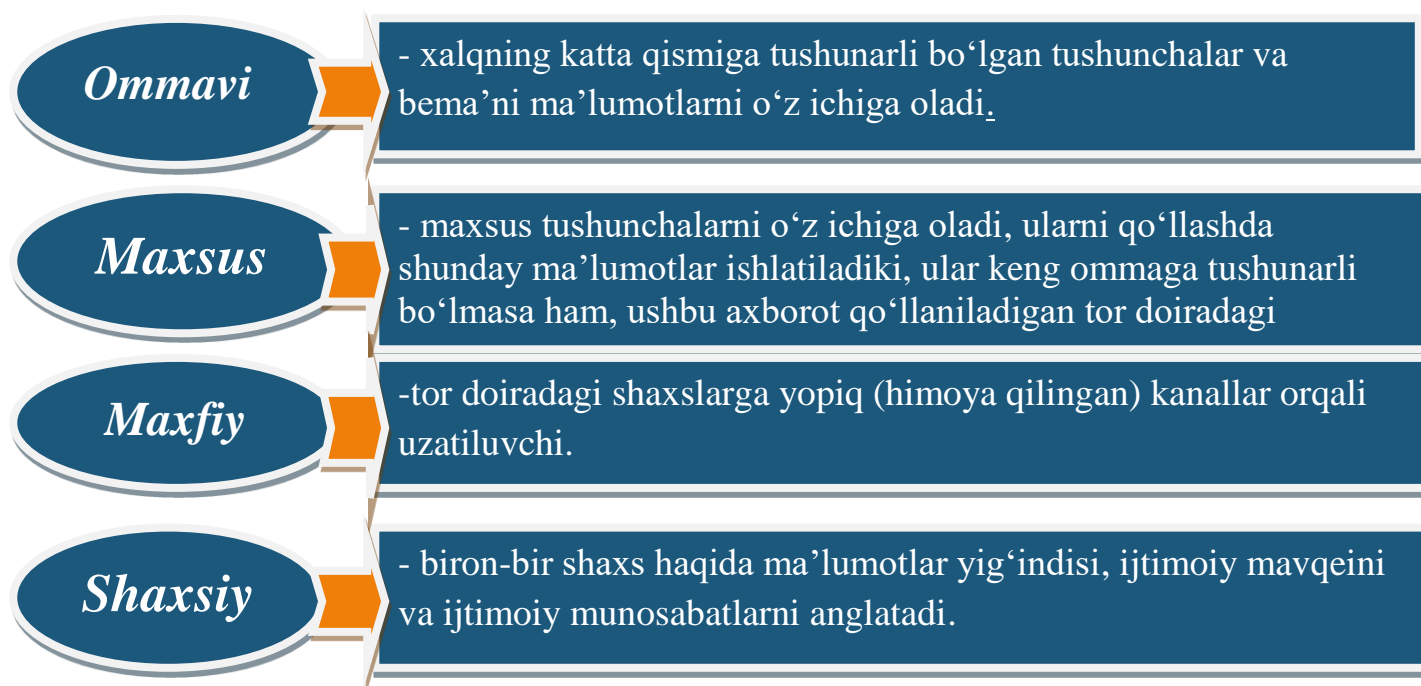 Ommavi
- xalqning katta qismiga tushunarli bo‘lgan tushunchalar va
bema’ni ma’lumotlarni o‘z ichiga oladi.
Maxsus
- maxsus tushunchalarni o‘z ichiga oladi, ularni qo‘llashda
shunday ma’lumotlar ishlatiladiki, ular keng ommaga tushunarli
bo‘lmasa ham, ushbu axborot qo‘llaniladigan tor doiradagi
Maxfiy
-tor doiradagi shaxslarga yopiq (himoya qilingan) kanallar orqali
uzatiluvchi.
Shaxsiy
- biron-bir shaxs haqida ma’lumotlar yig‘indisi, ijtimoiy mavqeini
va ijtimoiy munosabatlarni anglatadi.